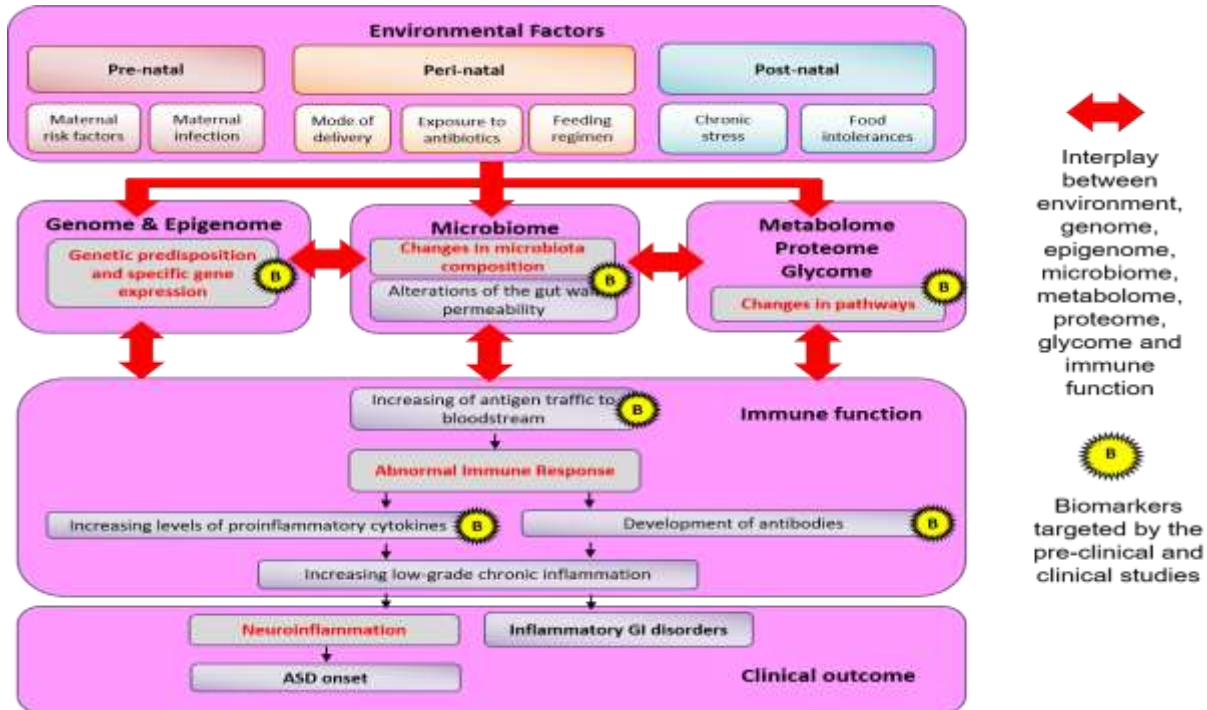 Environmental Factors
Pre-natal
Peri-natal
Post-natal
Maternal
risk factors
Maternal
infection
Mode of
delivery
Exposure to
antibiotics
Feeding
regimen
Chronic
stress
Food
intolerances
Genome & Epigenome
Genetic predisposition
and specific gene
expression
B
Microbiome
Changes in microbiota
composition
B
Alterations of the gut wall
permeability
Metabolome
Proteome
Glycome
B
Changes in pathways
Immune function
Increasing of antigen traffic to
bloodstream
B
Abnormal Immune Response
Increasing levels of proinflammatory cytokines
B
Development of antibodies
B
Increasing low-grade chronic inflammation
Neuroinflammation
Inflammatory GI disorders
ASD onset
Clinical outcome
Interplay
between
environment,
genome,
epigenome,
microbiome,
metabolome,
proteome,
glycome and
immune
function
B
Biomarkers
targeted by the
pre-clinical and
clinical studies